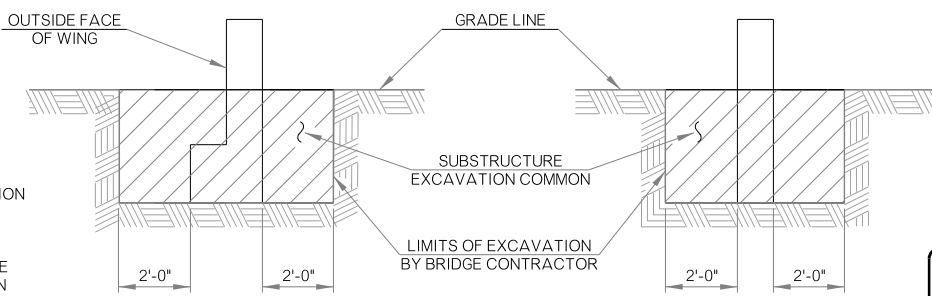 OUTSIDE FACE
OF WING
GRADE LINE
SUBSTRUCTURE
EXCAVATION COMMON
LIMITS OF EXCAVATION
BY BRIDGE CONTRACTOR
2'-0"
2'-0"
2'-0"
2'-0"